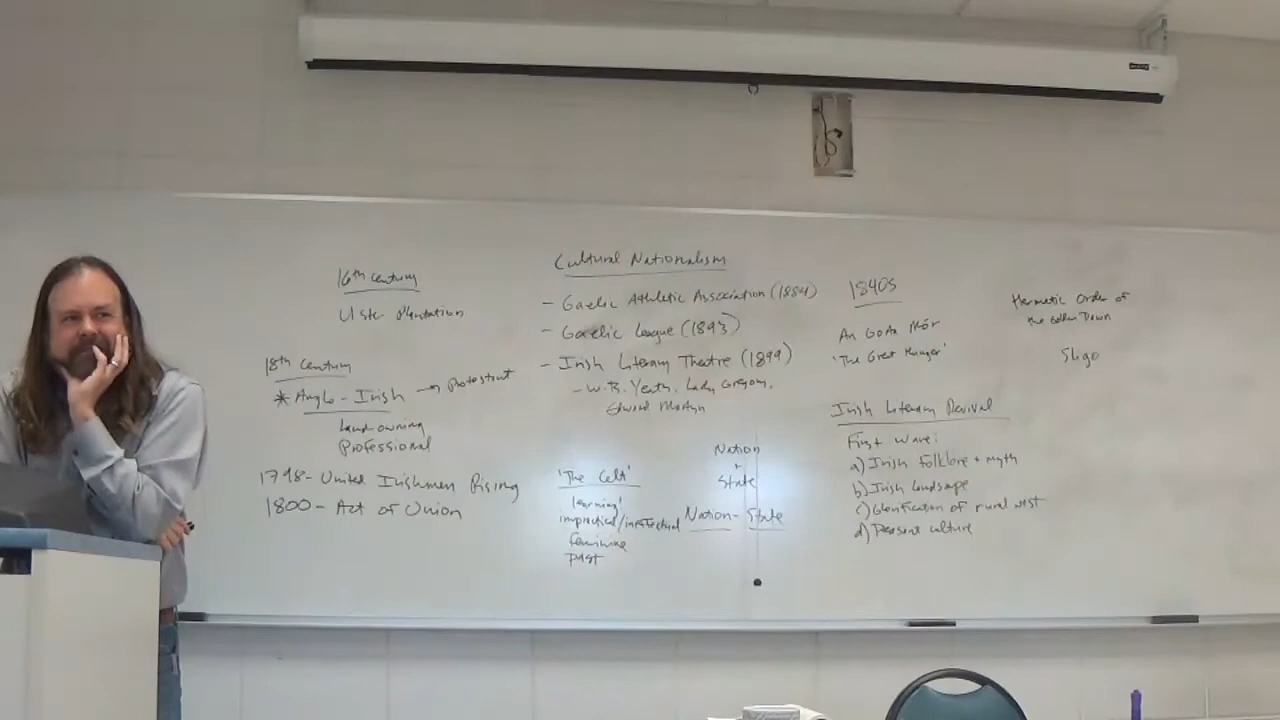 16th century
Ulster Plantation
18th Century
* Anglo-Irish → Protestant
Land-owning
Professional
1798- United Irishmen Rising
1800- Act of Union
Cultural Nationalism
- Gaelic Athletic Association (1884)
- Gaelic League (1893)
- Irish Literary Theatre (1899)
- W.B. Yeats, Lady Gregory,
Edward Martyn
'The Celt'
'learning'
impractical/ineffectual
feminine
past
Nation
+
State
Nation-State
1840s
An Gorta Mór
'The Great Hunger'
Irish Literary Revival
First Wave:
a) Irish folklore + myth
b) Irish landscape
c) Glorification of rural west
d) Peasant culture
Hermetic Order of
the Golden Dawn
Sligo